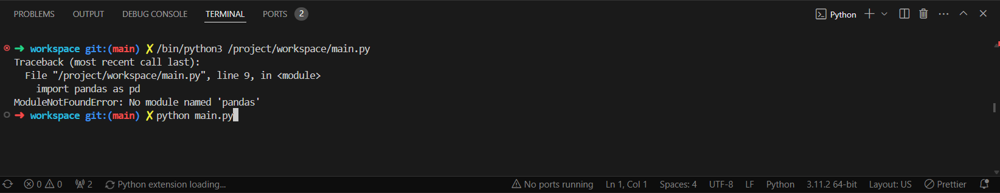 PROBLEMS OUTPUT DEBUG CONSOLE TERMINAL PORTS 2 Python
➜ workspace git:(main) ✗ /bin/python3 /project/workspace/main.py
Traceback (most recent call last):
File "/project/workspace/main.py", line 9, in <module>
import pandas as pd
ModuleNotFoundError: No module named 'pandas'
➜ workspace git:(main) ✗ python main.py
0 0 2 Python extension loading... No ports running Ln 1, Col 1 Spaces: 4 UTF-8 LF Python 3.11.2 64-bit Layout: US Prettier